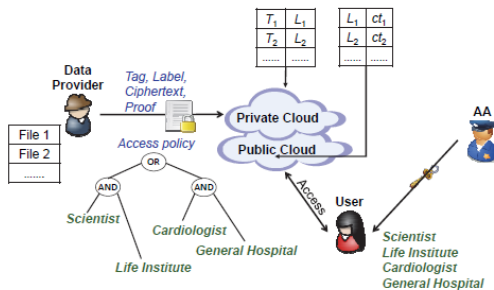 T1 L1
T2 L2
...... ......
L1 ct1
L2 ct2
...... ......
Data
Provider
Tag, Label,
Ciphertext,
Proof
File 1
File 2
.......
Private Cloud
Public Cloud
AA
Access policy
OR
AND
AND
Scientist
Life Institute
Cardiologist
General Hospital
Access
User
Scientist
Life Institute
Cardiologist
General Hospital